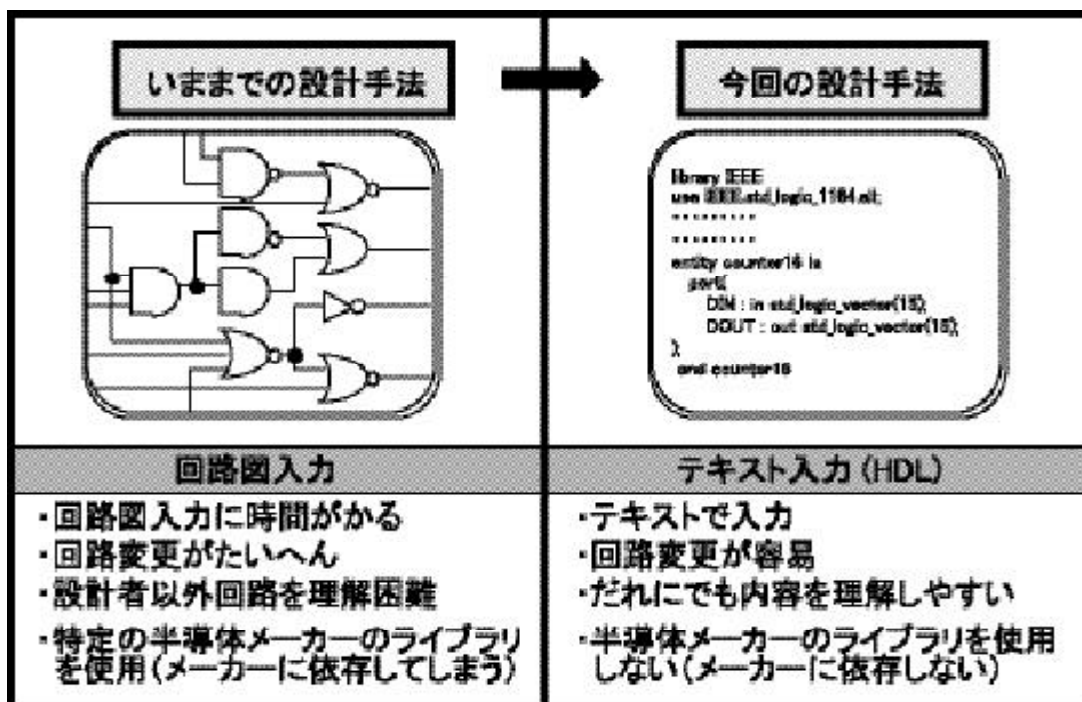 いままでの設計手法
今回の設計手法
library IEEE
use IEEE.std_logic_1164.all;
entity counter16 is
port(
DIN : in std_logic_vector(15);
DOUT : out std_logic_vector(15);
);
end counter16
回路図入力
・回路図入力に時間がかる
・回路変更がたいへん
・設計者以外回路を理解困難
・特定の半導体メーカーのライブラリ
を使用(メーカーに依存してしまう)
テキスト入力(HDL)
・テキストで入力
・回路変更が容易
・だれにでも内容を理解しやすい
・半導体メーカーのライブラリを使用
しない(メーカーに依存しない)